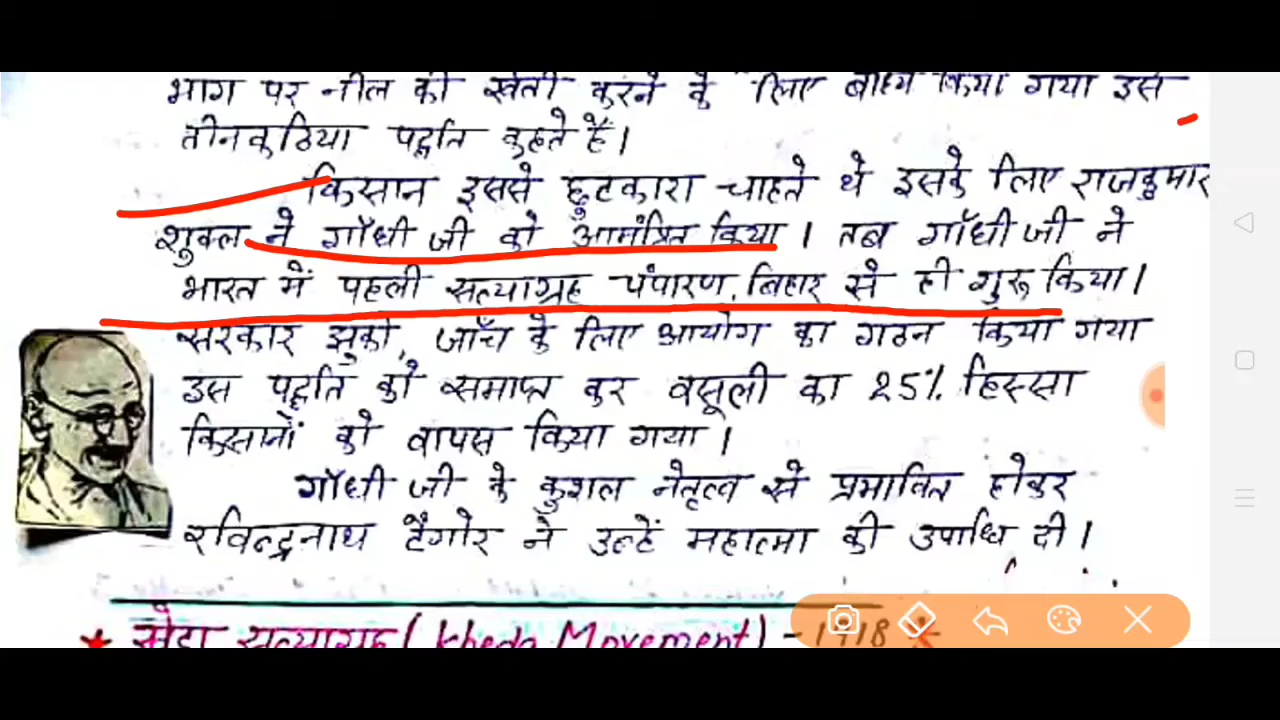 भाग पर नील की खेती करने के लिए बाध्य किया गया इसे
तीनकठिया पद्धति कहते हैं।
किसान इससे छुटकारा चाहते थे इसके लिए राजकुमार
शुक्ल ने गाँधी जी को आमंत्रित किया। तब गाँधी जी ने
भारत में पहली सत्याग्रह चंपारण, बिहार से ही शुरू किया।
सरकार झुकी, जाँच के लिए आयोग का गठन किया गया
इस पद्धति को समाप्त कर वसूली का 25% हिस्सा
किसानों को वापस किया गया।
गाँधी जी के कुशल नेतृत्व से प्रभावित होकर
रविन्द्रनाथ टैगोर ने उन्हें महात्मा की उपाधि दी।
* खेड़ा सत्याग्रह (Kheda Movement) - 1918 *